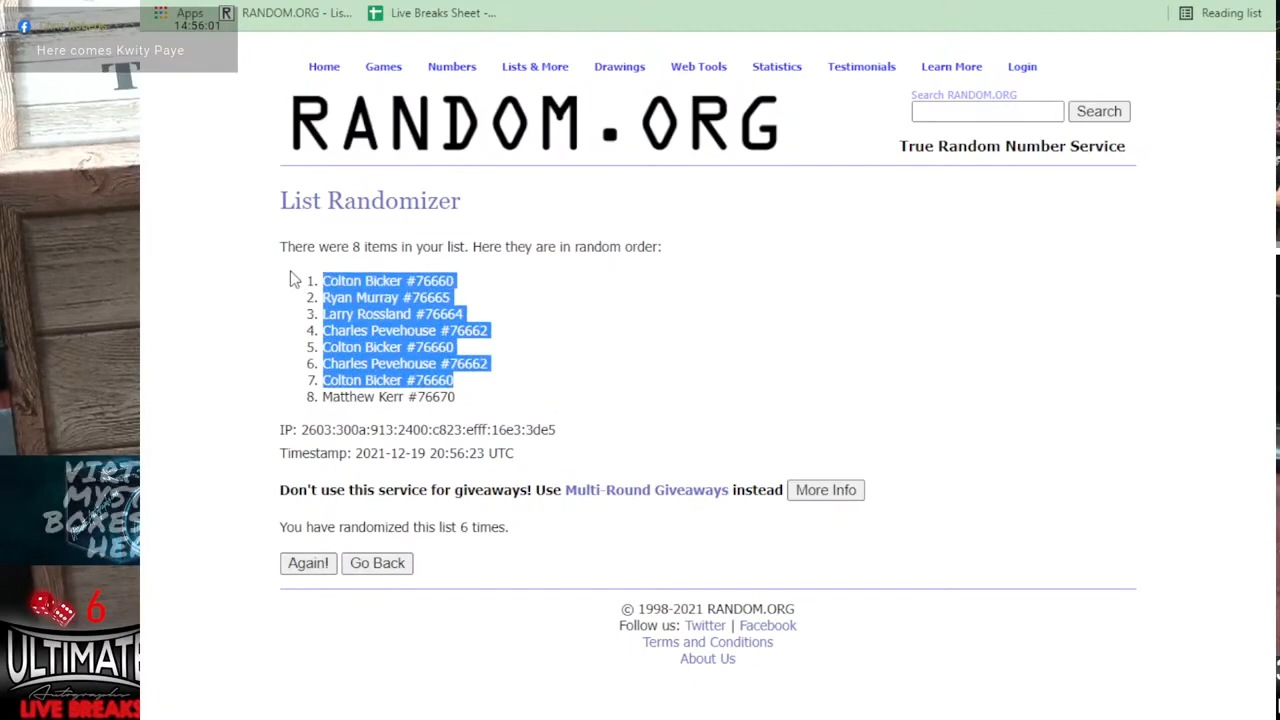 Apps
RANDOM.ORG - Lis...
Live Breaks Sheet -...
Reading list
14:56:01
Here comes Kwity Paye
Home Games Numbers Lists & More Drawings Web Tools Statistics Testimonials Learn More Login
RANDOM.ORG
Search RANDOM.ORG
Search
True Random Number Service
List Randomizer
There were 8 items in your list. Here they are in random order:
1. Colton Bicker #76660
2. Ryan Murray #76665
3. Larry Rossland #76664
4. Charles Pevehouse #76662
5. Colton Bicker #76660
6. Charles Pevehouse #76662
7. Colton Bicker #76660
8. Matthew Kerr #76670
IP: 2603:300a:913:2400:c823:efff:16e3:3de5
Timestamp: 2021-12-19 20:56:23 UTC
Don't use this service for giveaways! Use Multi-Round Giveaways instead More Info
You have randomized this list 6 times.
Again! Go Back
© 1998-2021 RANDOM.ORG
Follow us: Twitter | Facebook
Terms and Conditions
About Us
VIRT
MYST
BOXES
HE
6
ULTIMATE
Autographs
LIVE BREAKS